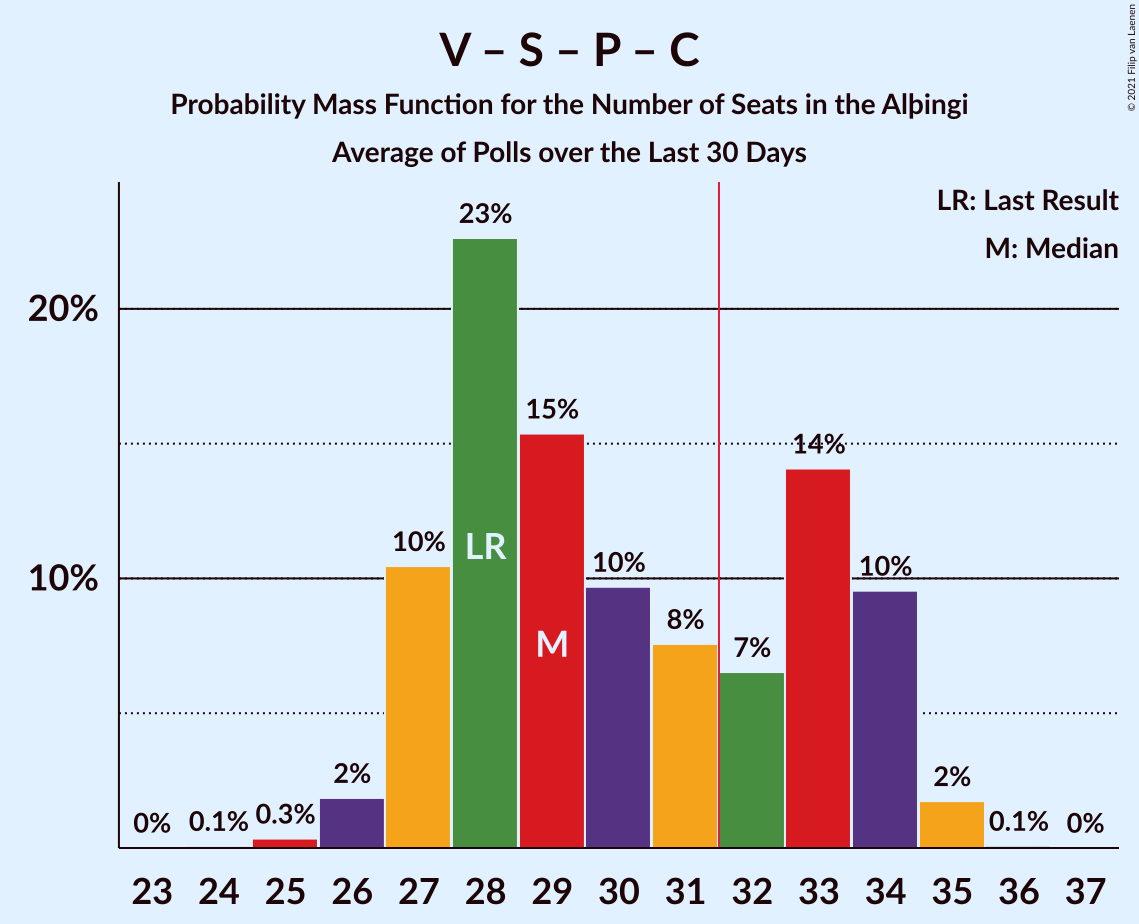 V – S – P – C
Probability Mass Function for the Number of Seats in the Alþingi
Average of Polls over the Last 30 Days
© 2021 Filip van Laenen
LR: Last Result
M: Median
20%
10%
0%
0.1%
0.3%
2%
10%
23%
15%
10%
8%
7%
14%
10%
2%
0.1%
0%
LR
M
23 24 25 26 27 28 29 30 31 32 33 34 35 36 37